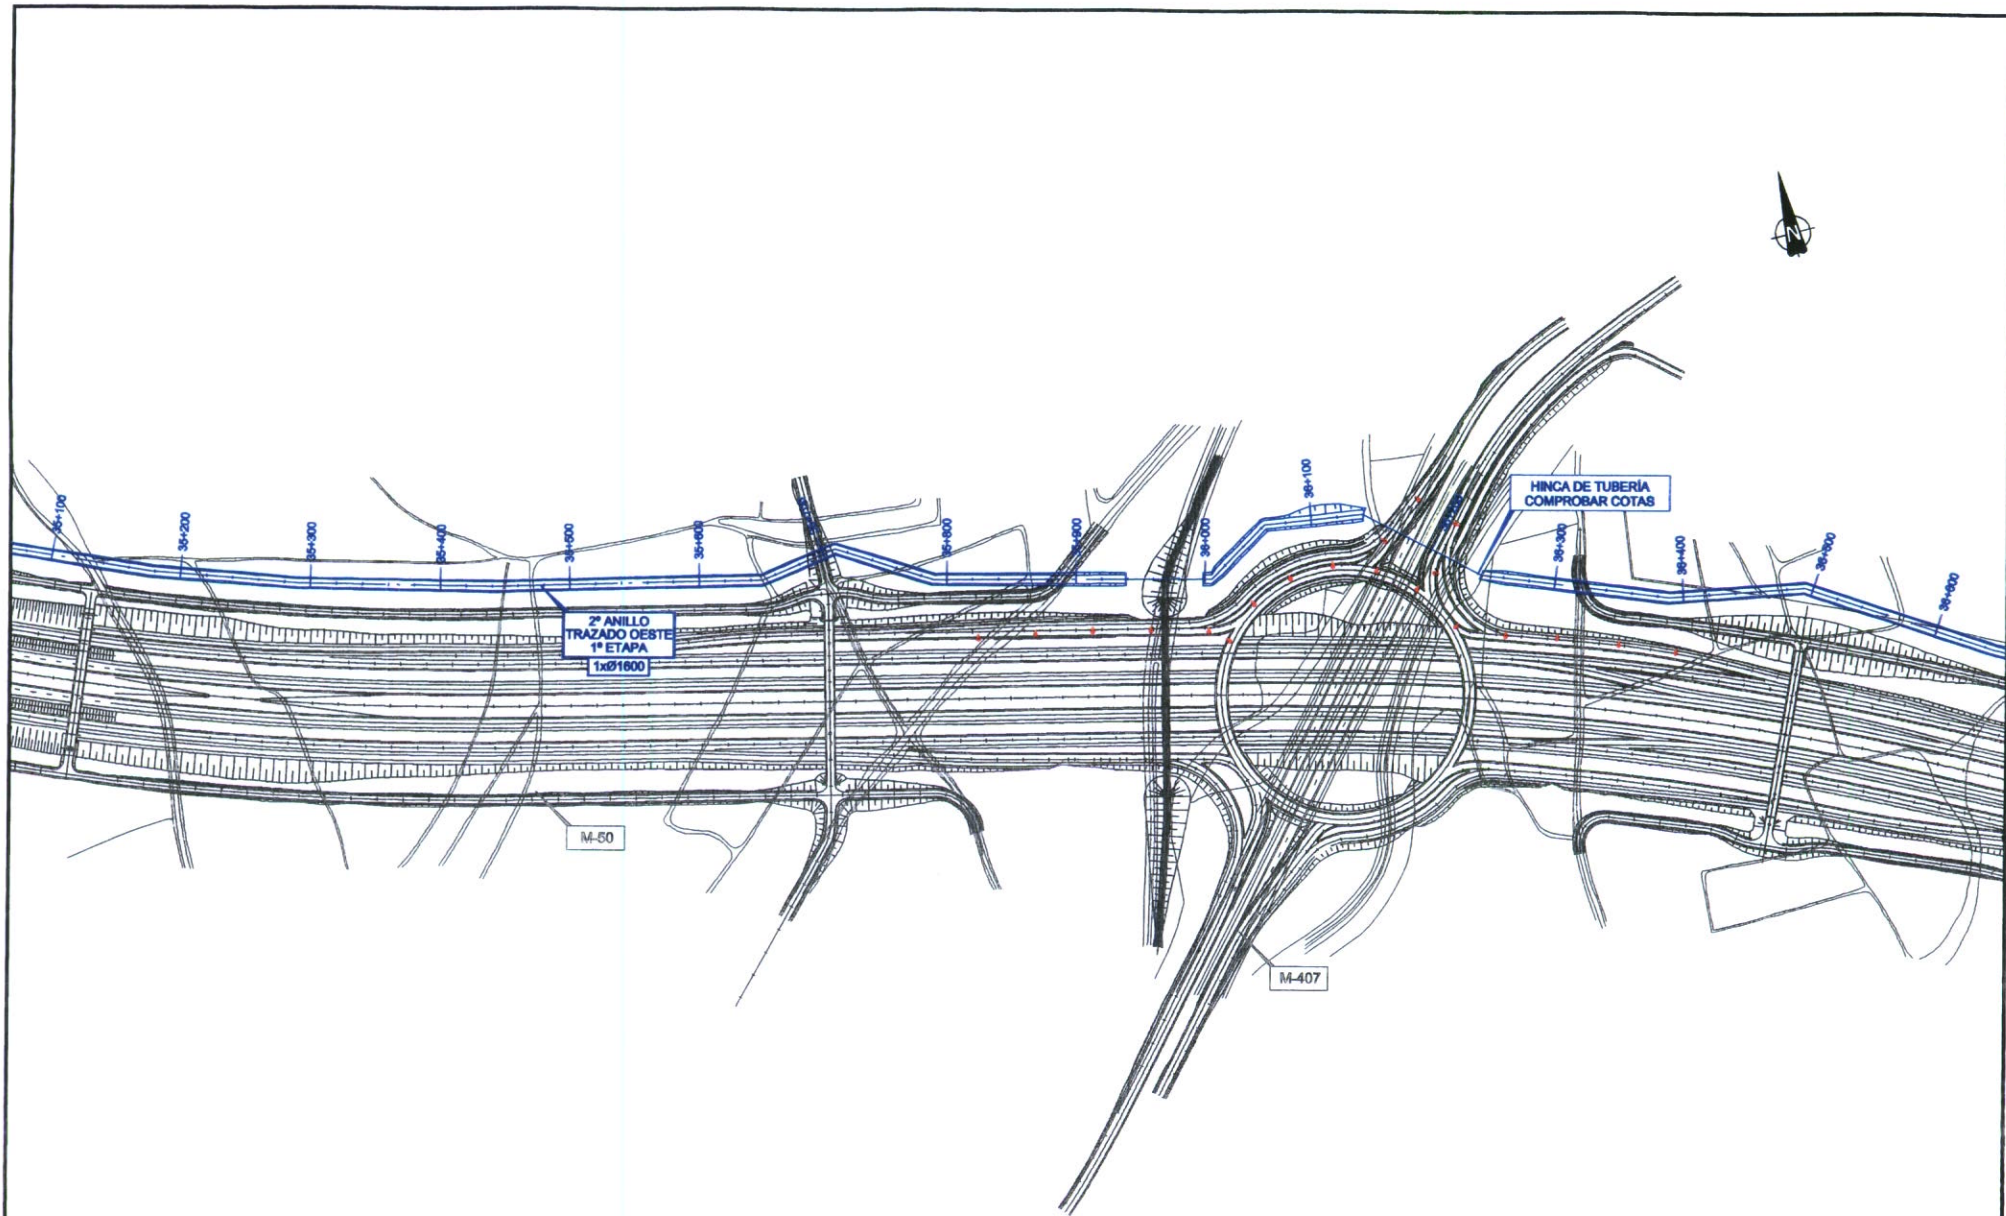 35+100
35+200
35+300
35+400
35+500
35+600
35+800
35+900
36+000
36+100
36+300
36+400
36+500
36+600
N
HINCA DE TUBERÍA
COMPROBAR COTAS
2º ANILLO
TRAZADO OESTE
1ª ETAPA
1xØ1600
M-50
M-407